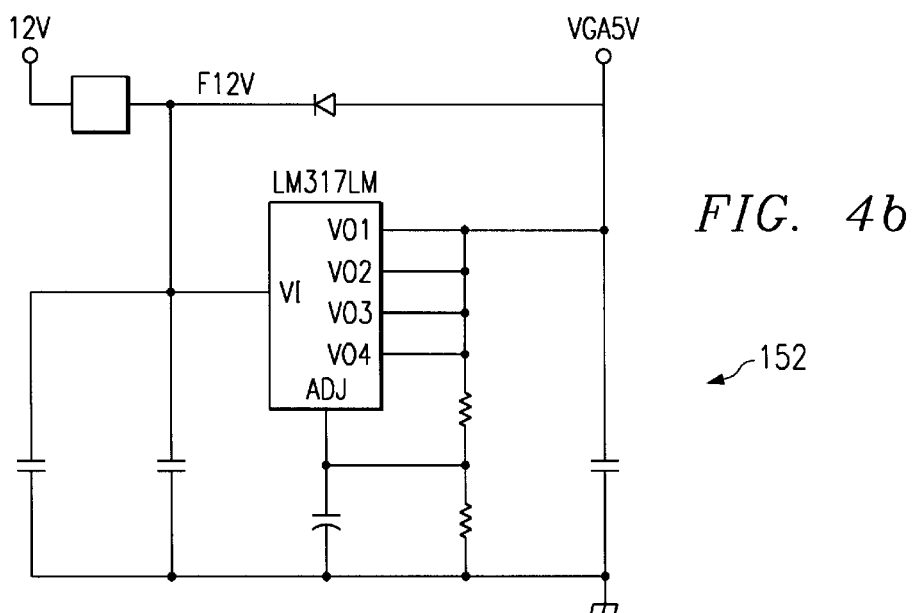 12V
VGA5V
F12V
LM317LM
VO1
VO2
VO3
VO4
VI
ADJ
FIG. 4b
152